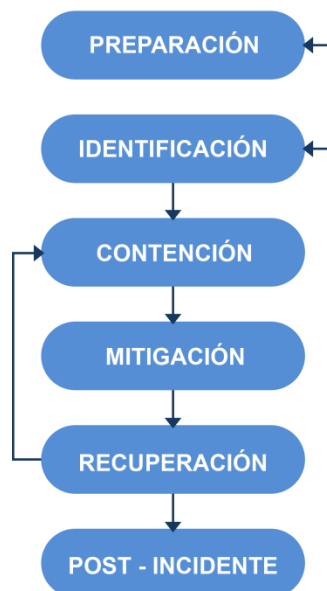 PREPARACIÓN
IDENTIFICACIÓN
CONTENCIÓN
MITIGACIÓN
RECUPERACIÓN
POST - INCIDENTE